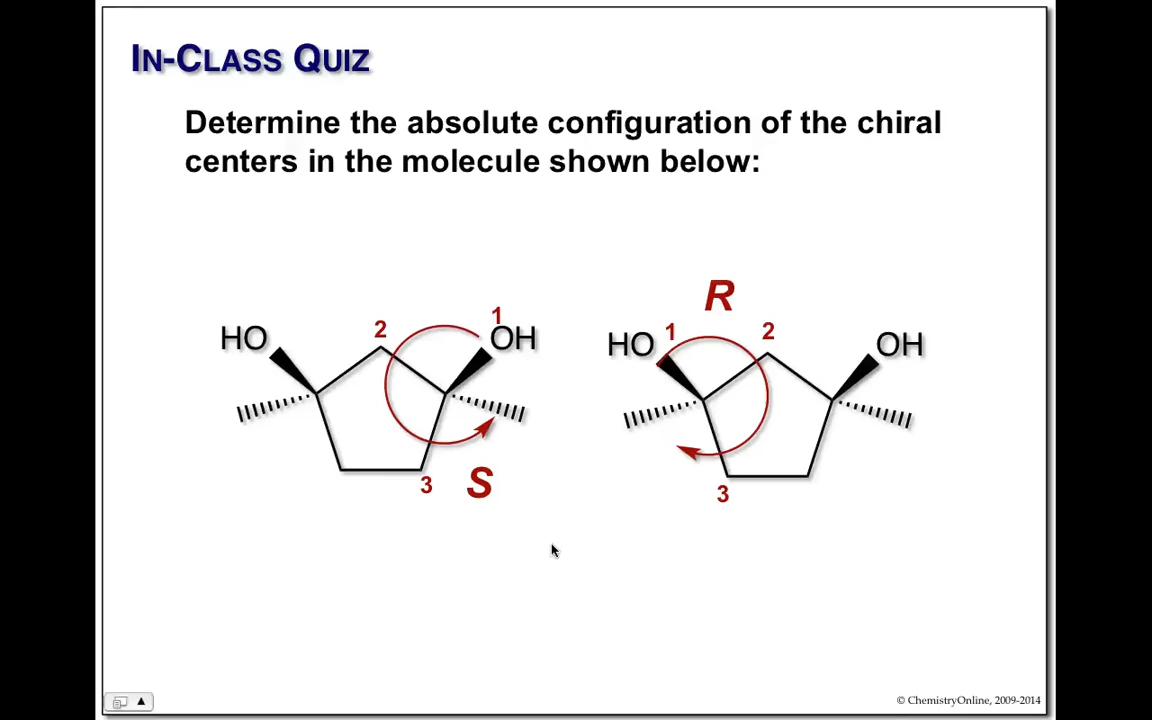 IN-CLASS QUIZ
Determine the absolute configuration of the chiral
centers in the molecule shown below:
HO
2
1
OH
3
S
R
HO
1
2
OH
3
© ChemistryOnline, 2009-2014